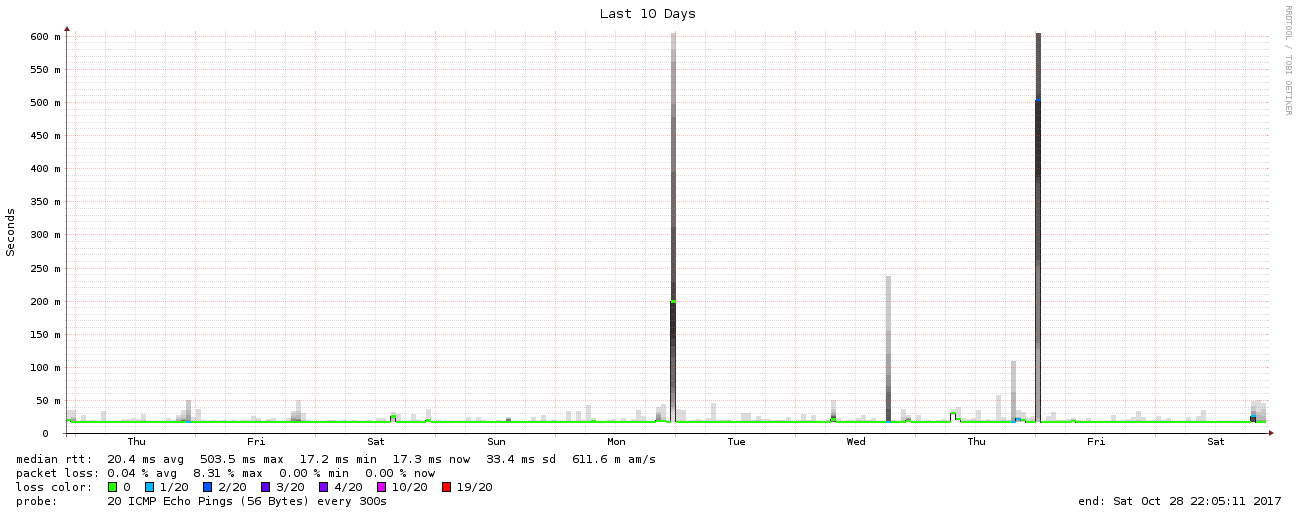 Last 10 Days
RRDTOOL / TOBI OETIKER
Seconds
600 m
550 m
500 m
450 m
400 m
350 m
300 m
250 m
200 m
150 m
100 m
50 m
0
Thu Fri Sat Sun Mon Tue Wed Thu Fri Sat
median rtt: 20.4 ms avg 503.5 ms max 17.2 ms min 17.3 ms now 33.4 ms sd 611.6 m am/s
packet loss: 0.04 % avg 8.31 % max 0.00 % min 0.00 % now
loss color: 0 1/20 2/20 3/20 4/20 10/20 19/20
probe: 20 ICMP Echo Pings (56 Bytes) every 300s end: Sat Oct 28 22:05:11 2017